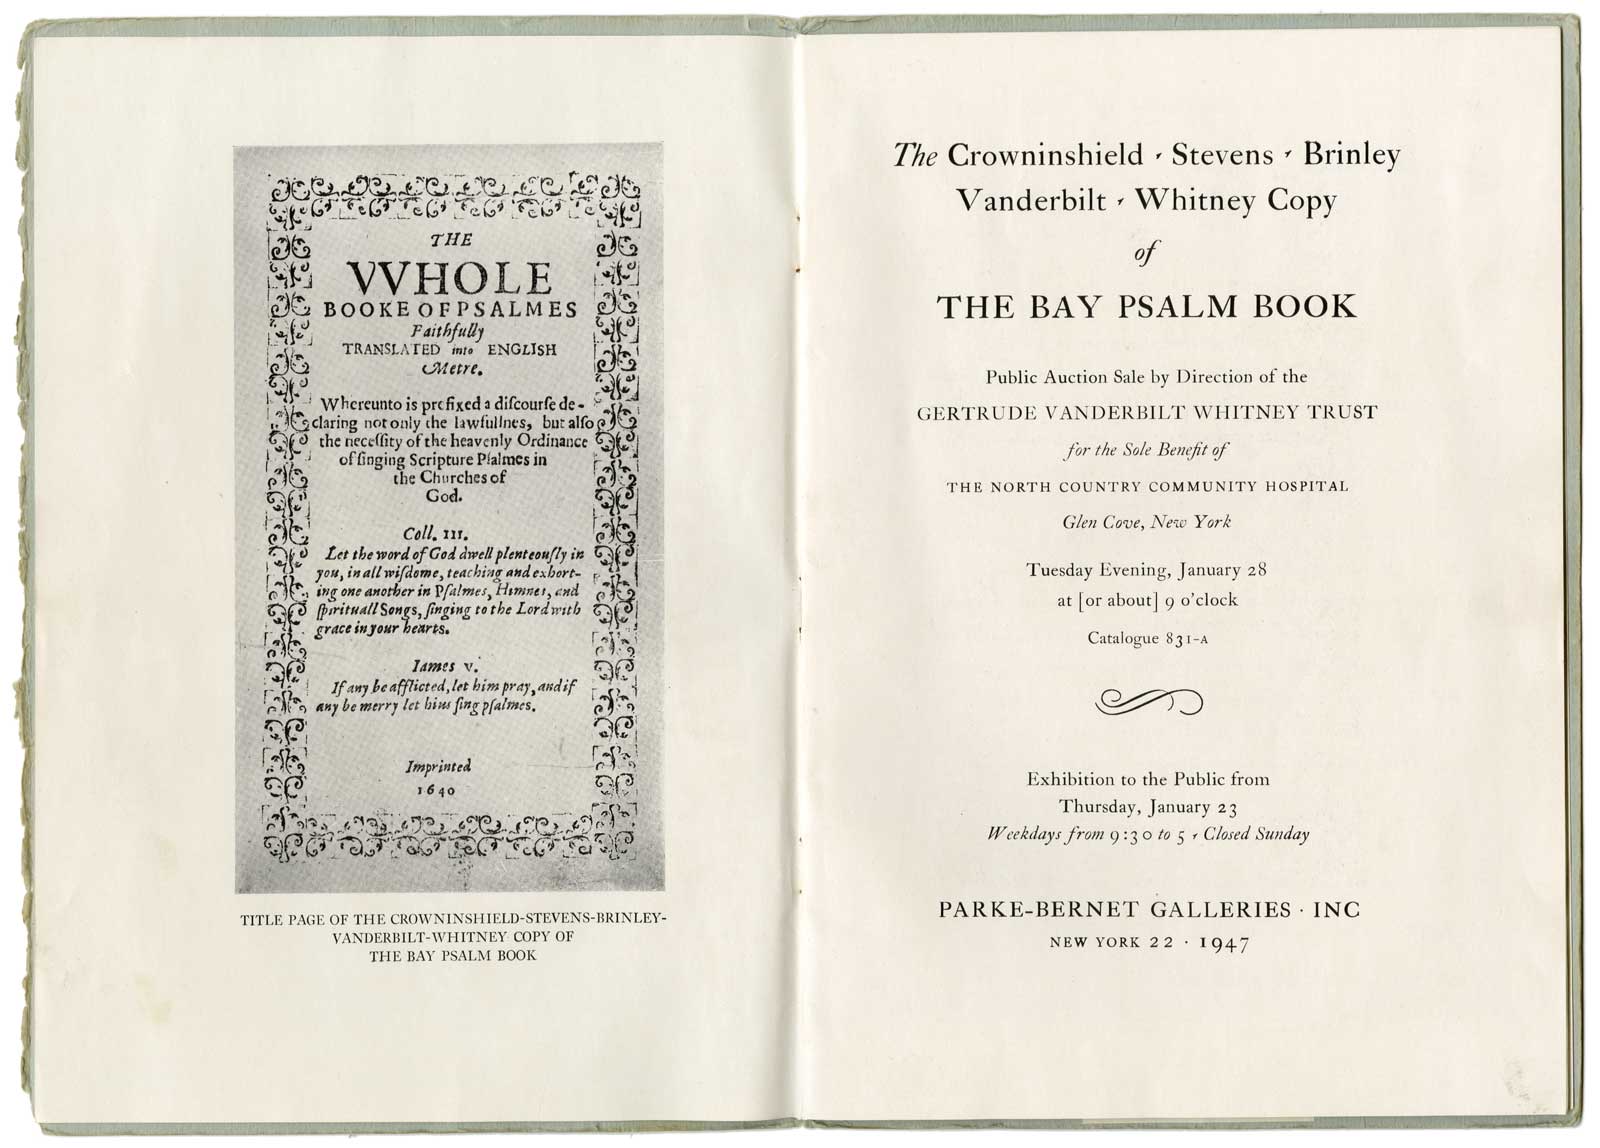 THE
VVHOLE
BOOKE OF PSALMES
Faithfully
TRANSLATED into ENGLISH
Metre.
Whereunto is prefixed a diſcourſe de-
claring not only the lawfullnes, but alſo
the neceſſity of the heavenly Ordinance
of ſinging Scripture Pſalmes in
the Churches of
God.
Coll. III.
Let the word of God dwell plenteouſly in
you, in all wiſdome, teaching and exhort-
ing one another in Pſalmes, Himnes, and
ſpirituall Songs, ſinging to the Lord with
grace in your hearts.
Iames v.
If any be afflicted, let him pray, and if
any be merry let him ſing pſalmes.
Imprinted
1640
TITLE PAGE OF THE CROWNINSHIELD-STEVENS-BRINLEY-
VANDERBILT-WHITNEY COPY OF
THE BAY PSALM BOOK
The Crowninshield · Stevens · Brinley
Vanderbilt · Whitney Copy
of
THE BAY PSALM BOOK
Public Auction Sale by Direction of the
GERTRUDE VANDERBILT WHITNEY TRUST
for the Sole Benefit of
THE NORTH COUNTRY COMMUNITY HOSPITAL
Glen Cove, New York
Tuesday Evening, January 28
at [or about] 9 o'clock
Catalogue 831-A
Exhibition to the Public from
Thursday, January 23
Weekdays from 9:30 to 5 · Closed Sunday
PARKE-BERNET GALLERIES · INC
NEW YORK 22 · 1947